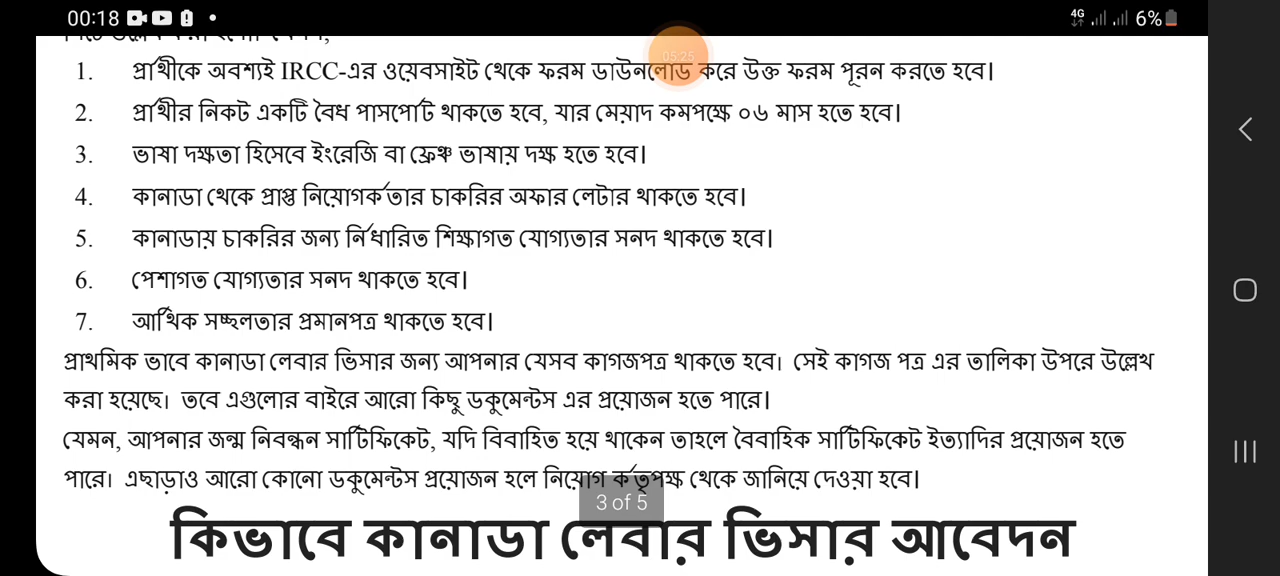 00:18
4G 6%
05:25
1. প্রার্থীকে অবশ্যই IRCC-এর ওয়েবসাইট থেকে ফরম ডাউনলোড করে উক্ত ফরম পূরন করতে হবে।
2. প্রার্থীর নিকট একটি বৈধ পাসপোর্ট থাকতে হবে, যার মেয়াদ কমপক্ষে ০৬ মাস হতে হবে।
3. ভাষা দক্ষতা হিসেবে ইংরেজি বা ফ্রেঞ্চ ভাষায় দক্ষ হতে হবে।
4. কানাডা থেকে প্রাপ্ত নিয়োগকর্তার চাকরির অফার লেটার থাকতে হবে।
5. কানাডায় চাকরির জন্য নির্ধারিত শিক্ষাগত যোগ্যতার সনদ থাকতে হবে।
6. পেশাগত যোগ্যতার সনদ থাকতে হবে।
7. আর্থিক সচ্ছলতার প্রমানপত্র থাকতে হবে।
প্রাথমিক ভাবে কানাডা লেবার ভিসার জন্য আপনার যেসব কাগজপত্র থাকতে হবে। সেই কাগজ পত্র এর তালিকা উপরে উল্লেখ
করা হয়েছে। তবে এগুলোর বাইরে আরো কিছু ডকুমেন্টস এর প্রয়োজন হতে পারে।
যেমন, আপনার জন্ম নিবন্ধন সার্টিফিকেট, যদি বিবাহিত হয়ে থাকেন তাহলে বৈবাহিক সার্টিফিকেট ইত্যাদির প্রয়োজন হতে
পারে। এছাড়াও আরো কোনো ডকুমেন্টস প্রয়োজন হলে নিয়োগ কর্তৃপক্ষ থেকে জানিয়ে দেওয়া হবে।
3 of 5
কিভাবে কানাডা লেবার ভিসার আবেদন